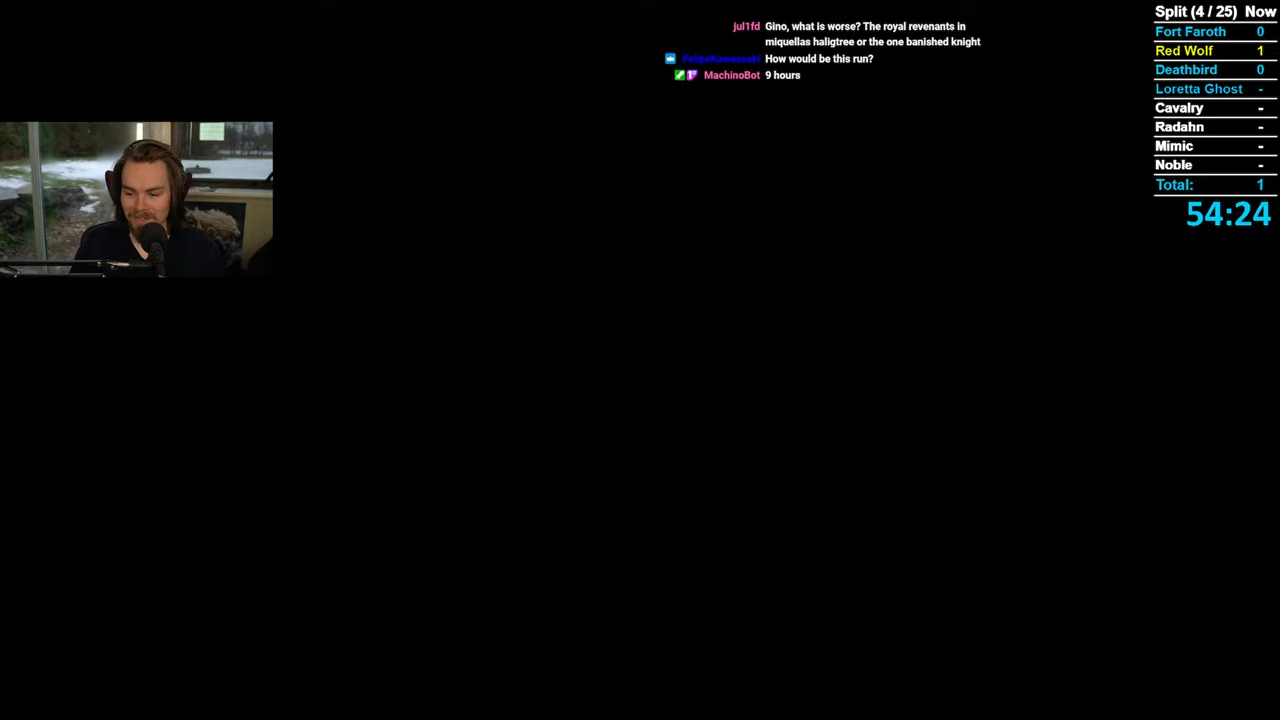 jul1fd Gino, what is worse? The royal revenants in
miquellas haligtree or the one banished knight
FelipeKawassaki How would be this run?
MachinoBot 9 hours
Split (4 / 25) Now
Fort Faroth 0
Red Wolf 1
Deathbird 0
Loretta Ghost -
Cavalry -
Radahn -
Mimic -
Noble -
Total: 1
54:24